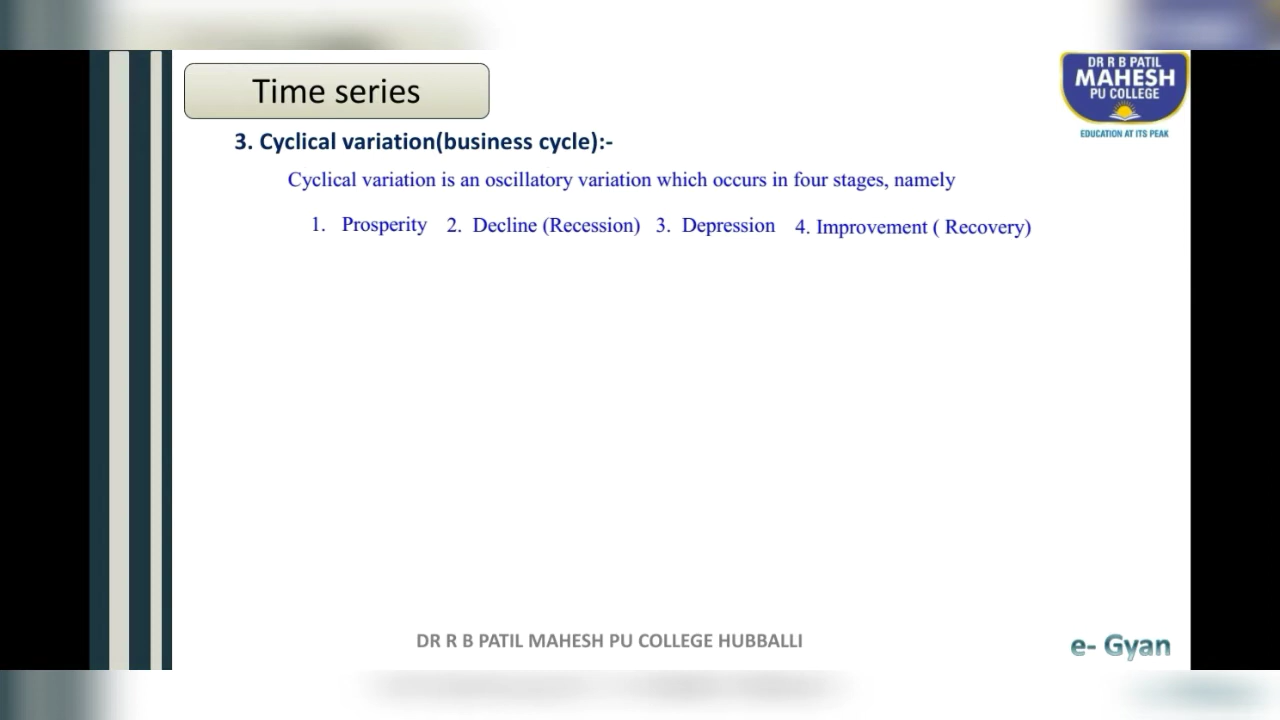 Time series
DR R B PATIL
MAHESH
PU COLLEGE
EDUCATION AT ITS PEAK
3. Cyclical variation(business cycle):-
Cyclical variation is an oscillatory variation which occurs in four stages, namely
1. Prosperity 2. Decline (Recession) 3. Depression 4. Improvement ( Recovery)
DR R B PATIL MAHESH PU COLLEGE HUBBALLI
e- Gyan